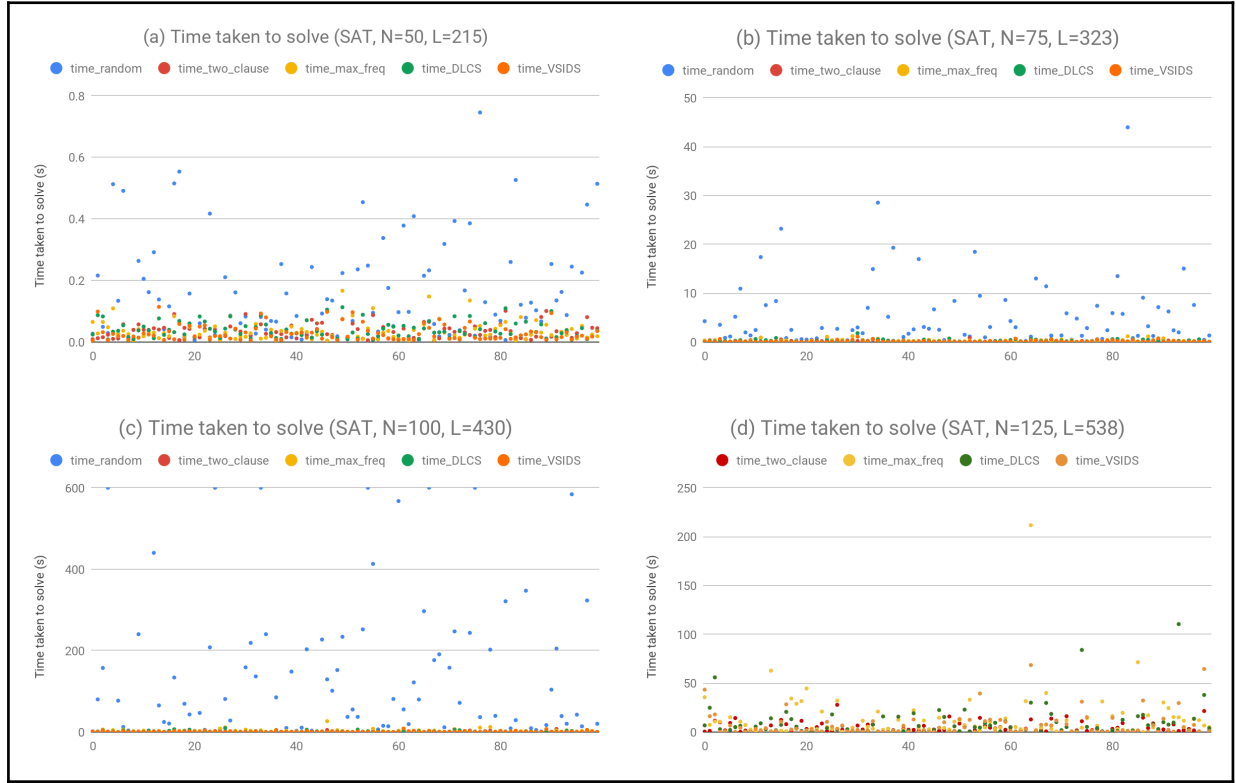 (a) Time taken to solve (SAT, N=50, L=215)
time_random time_two_clause time_max_freq time_DLCS time_VSIDS
Time taken to solve (s)
0.8
0.6
0.4
0.2
0.0
0 20 40 60 80
(b) Time taken to solve (SAT, N=75, L=323)
time_random time_two_clause time_max_freq time_DLCS time_VSIDS
Time taken to solve (s)
50
40
30
20
10
0
0 20 40 60 80
(c) Time taken to solve (SAT, N=100, L=430)
time_random time_two_clause time_max_freq time_DLCS time_VSIDS
Time taken to solve (s)
600
400
200
0
0 20 40 60 80
(d) Time taken to solve (SAT, N=125, L=538)
time_two_clause time_max_freq time_DLCS time_VSIDS
Time taken to solve (s)
250
200
150
100
50
0
0 20 40 60 80